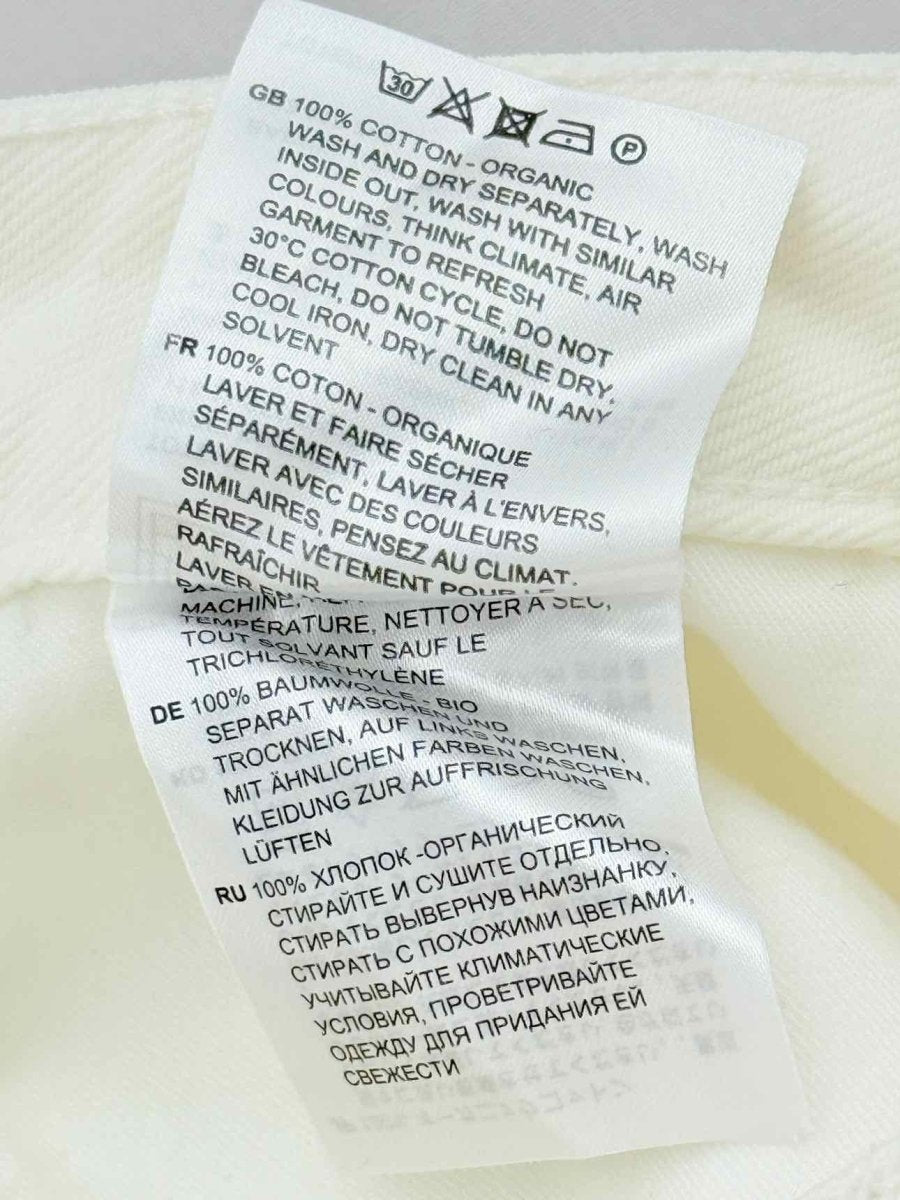 30 P
GB 100% COTTON - ORGANIC
WASH AND DRY SEPARATELY, WASH
INSIDE OUT, WASH WITH SIMILAR
COLOURS, THINK CLIMATE, AIR
GARMENT TO REFRESH
30°C COTTON CYCLE, DO NOT
BLEACH, DO NOT TUMBLE DRY,
COOL IRON, DRY CLEAN IN ANY
SOLVENT
FR 100% COTON - ORGANIQUE
LAVER ET FAIRE SÉCHER
SÉPARÉMENT, LAVER À L'ENVERS,
LAVER AVEC DES COULEURS
SIMILAIRES, PENSEZ AU CLIMAT.
AÉREZ LE VÊTEMENT POUR LE
RAFRAÎCHIR
LAVER EN
MACHINE,
TEMPÉRATURE, NETTOYER À SEC,
TOUT SOLVANT SAUF LE
TRICHLORÉTHYLÈNE
DE 100% BAUMWOLLE - BIO
SEPARAT WASCHEN UND
TROCKNEN, AUF LINKS WASCHEN,
MIT ÄHNLICHEN FARBEN WASCHEN,
KLEIDUNG ZUR AUFFRISCHUNG
LÜFTEN
RU 100% ХЛОПОК -ОРГАНИЧЕСКИЙ
СТИРАЙТЕ И СУШИТЕ ОТДЕЛЬНО,
СТИРАТЬ ВЫВЕРНУВ НАИЗНАНКУ,
СТИРАТЬ С ПОХОЖИМИ ЦВЕТАМИ,
УЧИТЫВАЙТЕ КЛИМАТИЧЕСКИЕ
УСЛОВИЯ, ПРОВЕТРИВАЙТЕ
ОДЕЖДУ ДЛЯ ПРИДАНИЯ ЕЙ
СВЕЖЕСТИ